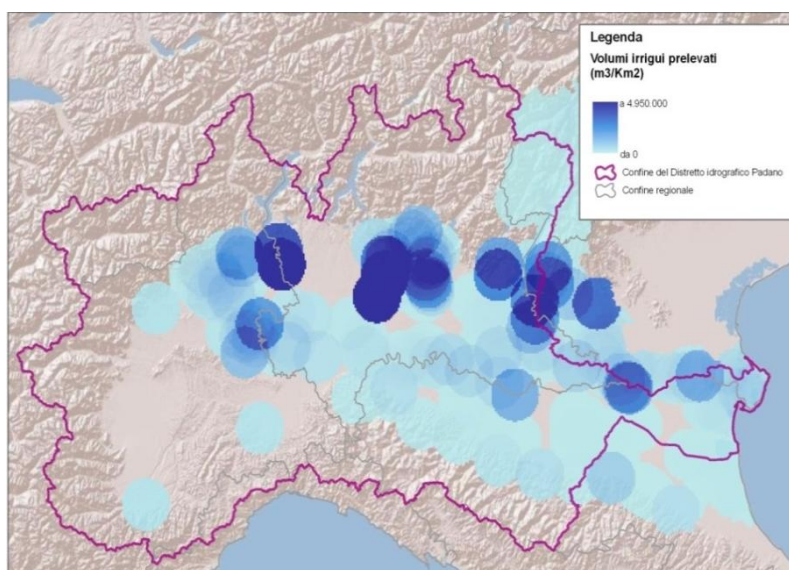 Legenda
Volumi irrigui prelevati
(m3/Km2)
a 4.950.000
da 0
Confine del Distretto idrografico Padano
Confine regionale